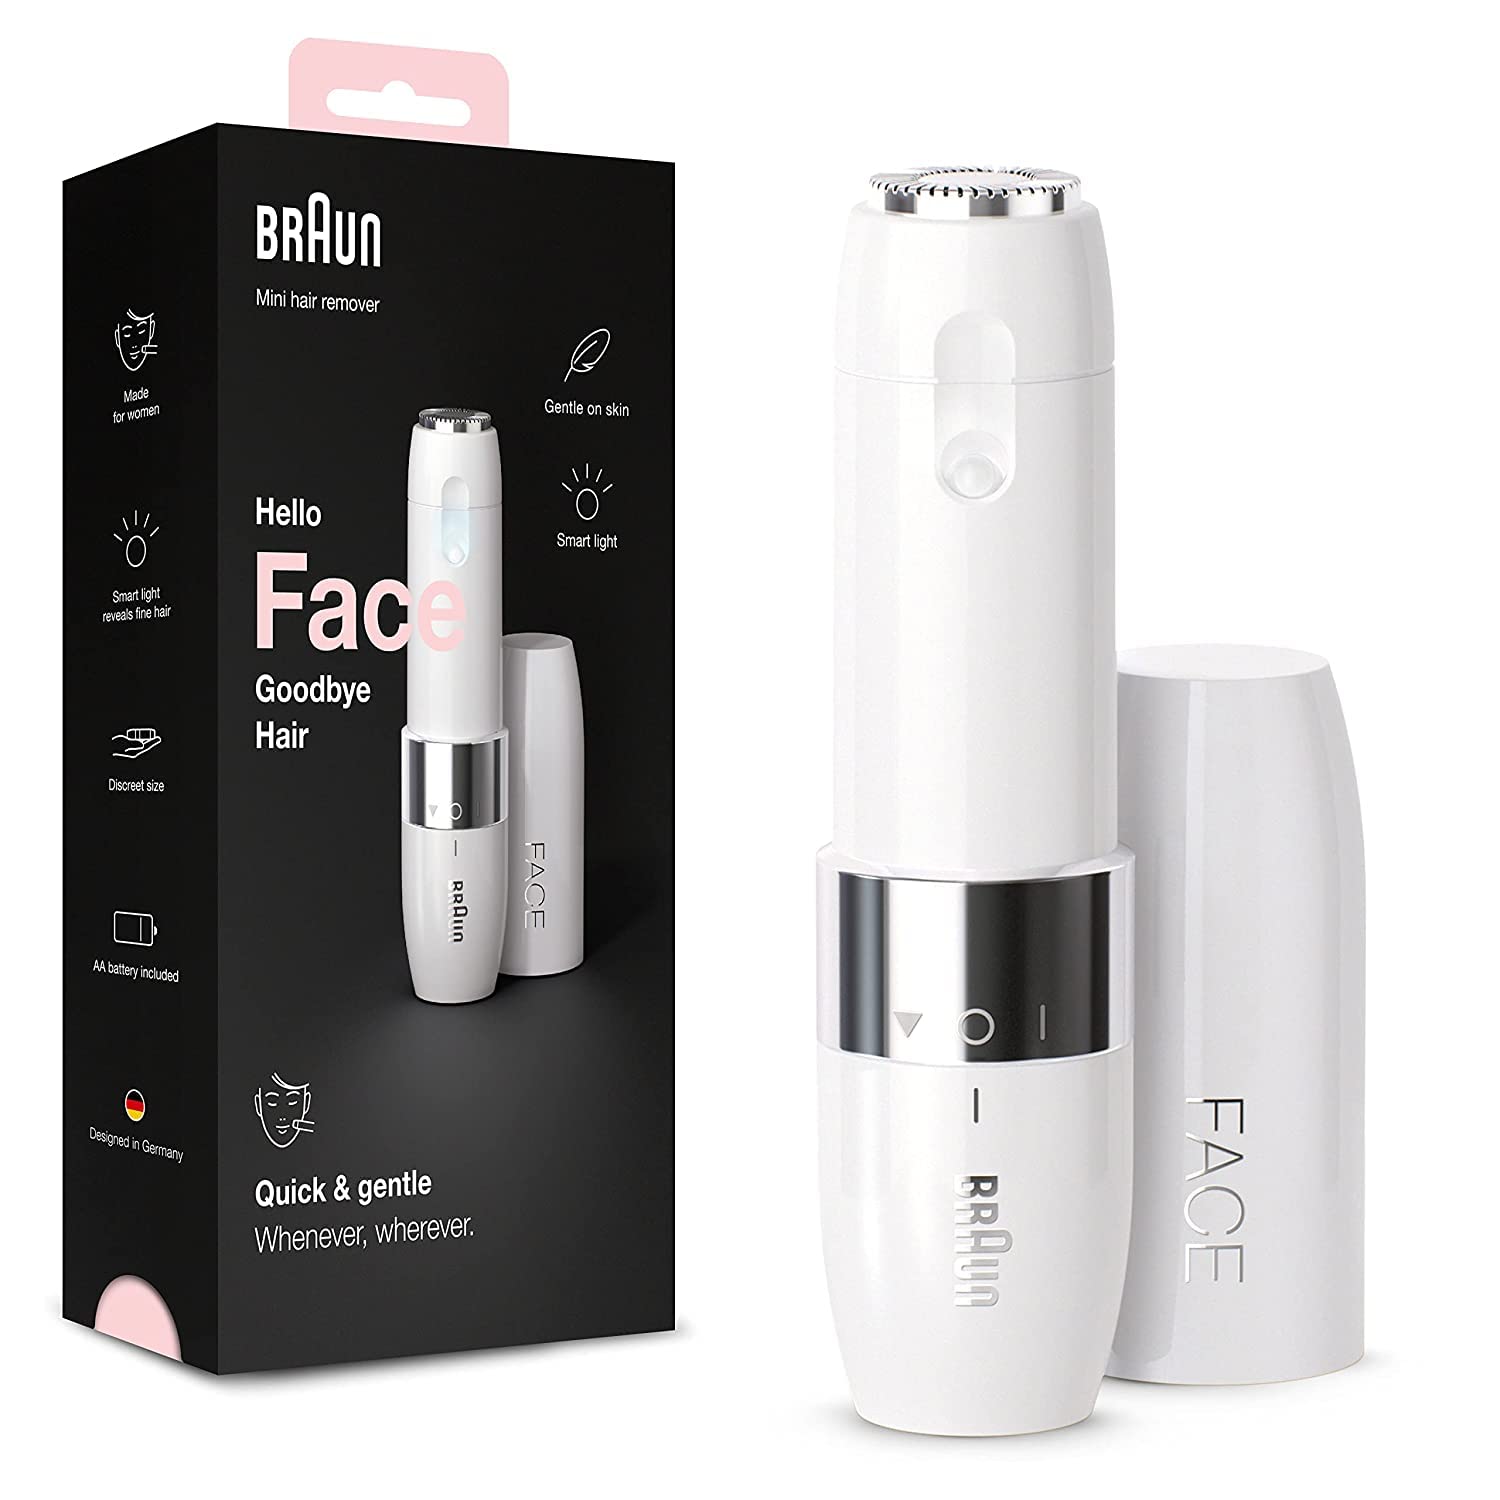 Made
for women
Smart light
reveals fine hair
Discreet size
AA battery included
Designed in Germany
BRAUN
Mini hair remover
Gentle on skin
Smart light
Hello
Face
Goodbye
Hair
BRAUN
FACE
Quick & gentle
Whenever, wherever.
BRAUN
FACE